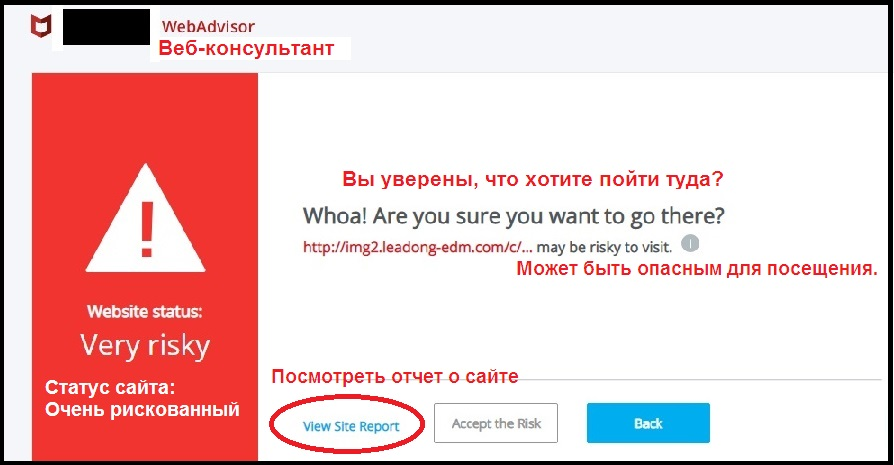 WebAdvisor
Веб-консультант
Вы уверены, что хотите пойти туда?
Whoa! Are you sure you want to go there?
http://img2.leadong-edm.com/c/... may be risky to visit. i
Может быть опасным для посещения.
!
Website status:
Very risky
Статус сайта:
Очень рискованный
Посмотреть отчет о сайте
View Site Report
Accept the Risk
Back